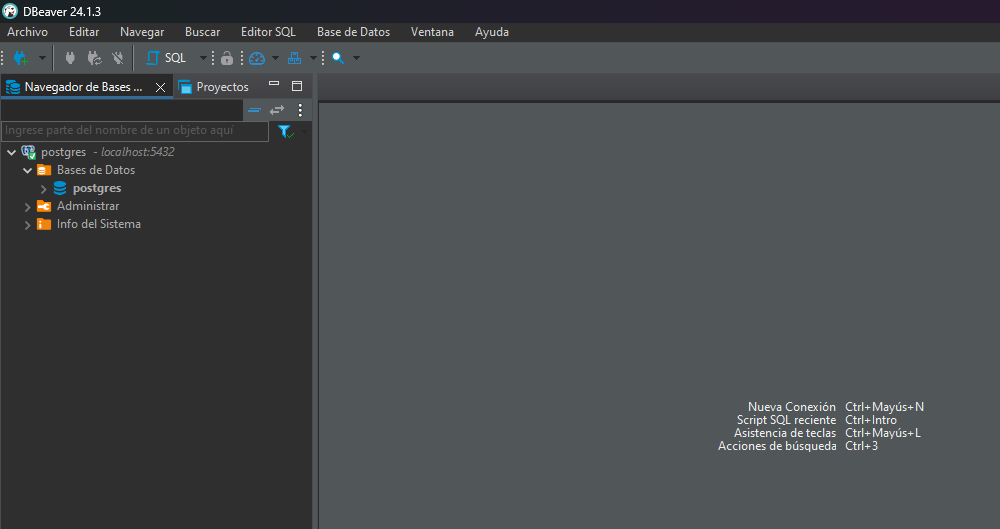 DBeaver 24.1.3
Archivo Editar Navegar Buscar Editor SQL Base de Datos Ventana Ayuda
SQL
Navegador de Bases ... Proyectos
Ingrese parte del nombre de un objeto aquí
postgres - localhost:5432
Bases de Datos
postgres
Administrar
Info del Sistema
Nueva Conexión Ctrl+Mayús+N
Script SQL reciente Ctrl+Intro
Asistencia de teclas Ctrl+Mayús+L
Acciones de búsqueda Ctrl+3